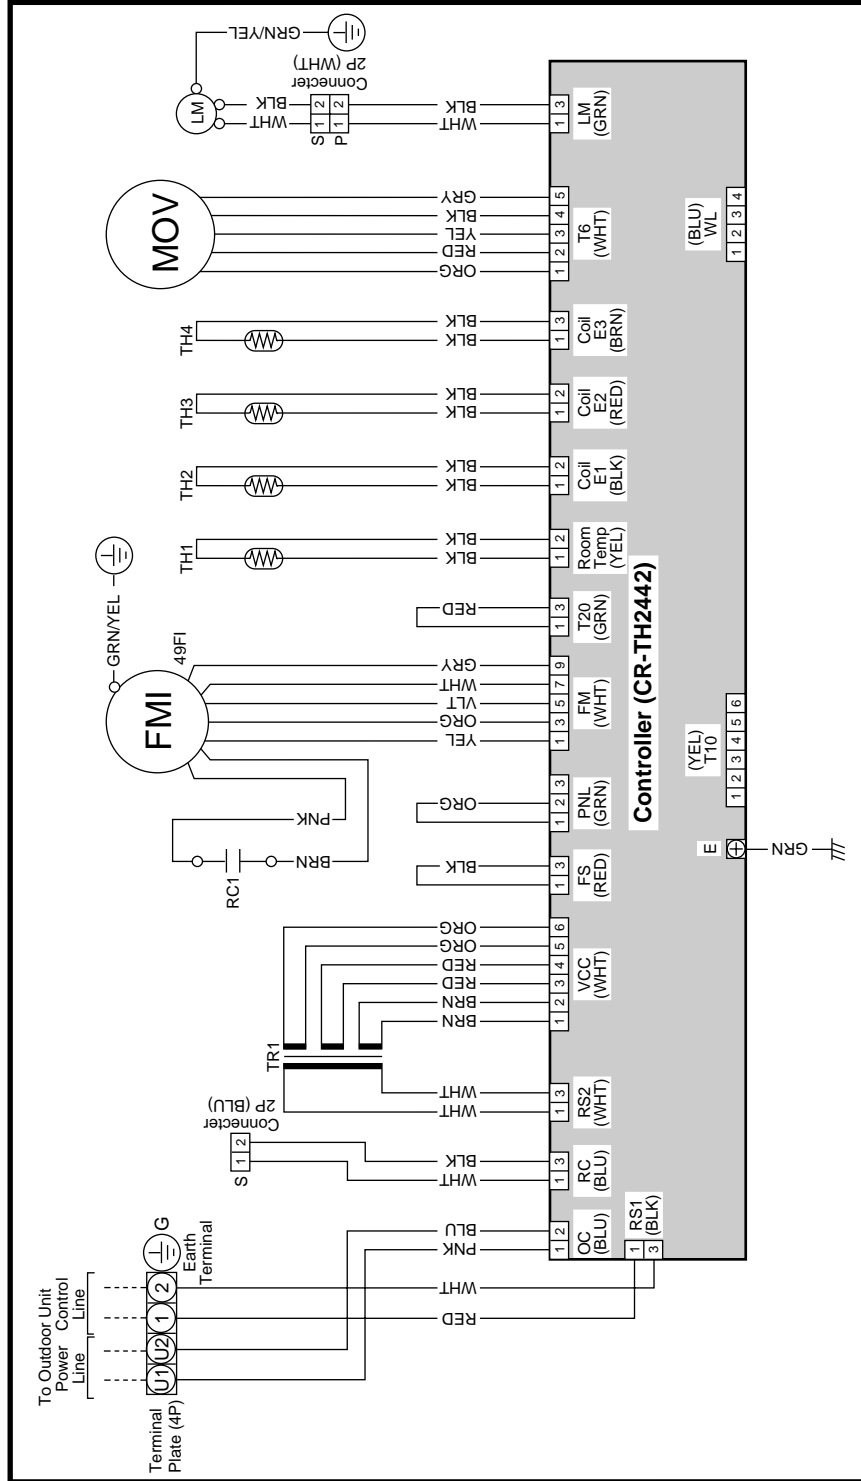 To Outdoor Unit
Power
Line
Control
Line
Terminal
Plate (4P)
U1 U2 1 2
G
Earth
Terminal
PNK
BLU
RED
WHT
1 2
OC
(BLU)
1
3
RS1
(BLK)
Connecter
2P (BLU)
S
1 2
WHT
BLK
1 3
RC
(BLU)
TR1
WHT
WHT
1 3
RS2
(WHT)
BRN
BRN
RED
RED
ORG
ORG
1 2 3 4 5 6
VCC
(WHT)
BLK
1 3
FS
(RED)
ORG
1 2 3
PNL
(GRN)
RC1
PNK
BRN
FMI
49FI
GRN/YEL
YEL
ORG
VLT
WHT
GRY
1 3 5 7 9
FM
(WHT)
RED
1 3
T20
(GRN)
TH1
BLK
BLK
1 2
Room
Temp
(YEL)
TH2
BLK
BLK
1 2
Coil
E1
(BLK)
TH3
BLK
BLK
1 2
Coil
E2
(RED)
TH4
BLK
BLK
1 3
Coil
E3
(BRN)
MOV
ORG
RED
YEL
BLK
GRY
1 2 3 4 5
T6
(WHT)
LM
GRN/YEL
WHT
BLK
Connecter
2P (WHT)
S
1 2
P
1 2
WHT
BLK
1 3
LM
(GRN)
Controller (CR-TH2442)
E
GRN
(YEL)
T10
1 2 3 4 5 6
(BLU)
WL
1 2 3 4